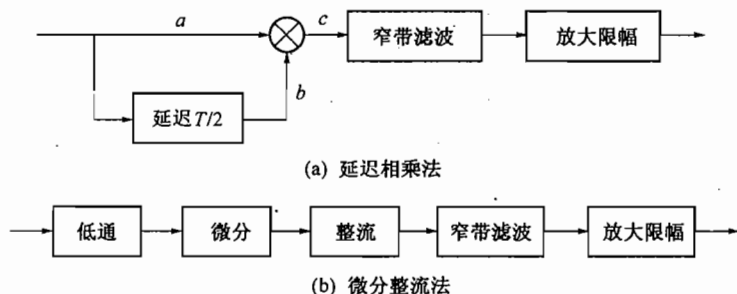 a
c
窄带滤波
放大限幅
b
延迟T/2
(a) 延迟相乘法
低通
微分
整流
窄带滤波
放大限幅
(b) 微分整流法